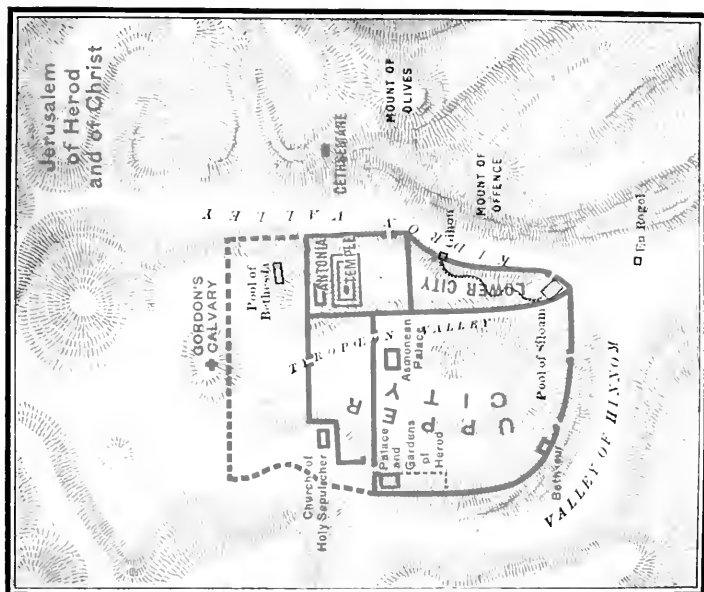 Jerusalem
of Herod
and of Christ
GORDON'S
CALVARY
Pool of
Bethesda
ANTONIA
TEMPLE
GETHSEMANE
MOUNT OF
OLIVES
MOUNT OF
OFFENCE
KIDRON VALLEY
Gihon
LOWER CITY
En Rogel
TYROPEON VALLEY
Asmonean
Palace
UPPER
CITY
Church of
Holy Sepulcher
Palace
and
Gardens
of
Herod
Pool of Siloam
VALLEY OF HINNOM